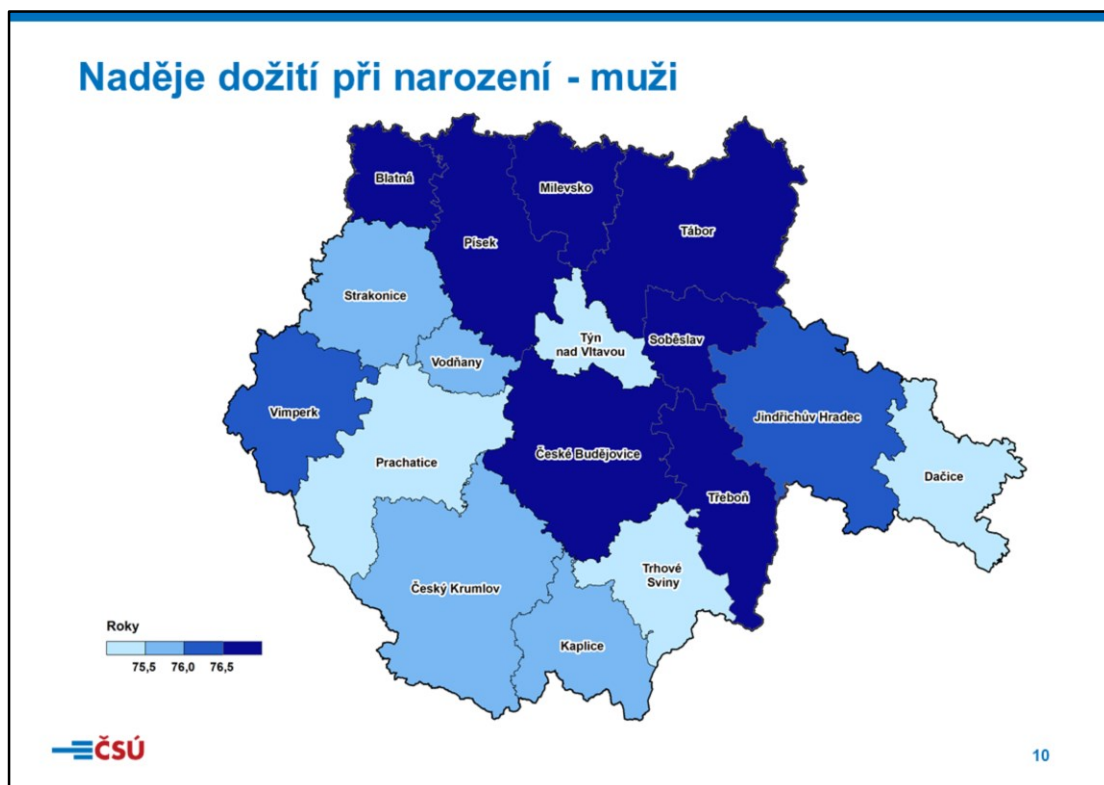 Naděje dožití při narození - muži
Blatná
Milevsko
Písek
Tábor
Strakonice
Týn
nad Vltavou
Soběslav
Vodňany
Vimperk
Jindřichův Hradec
České Budějovice
Prachatice
Dačice
Třeboň
Trhové
Sviny
Český Krumlov
Kaplice
Roky
75,5 76,0 76,5
ČSÚ
10